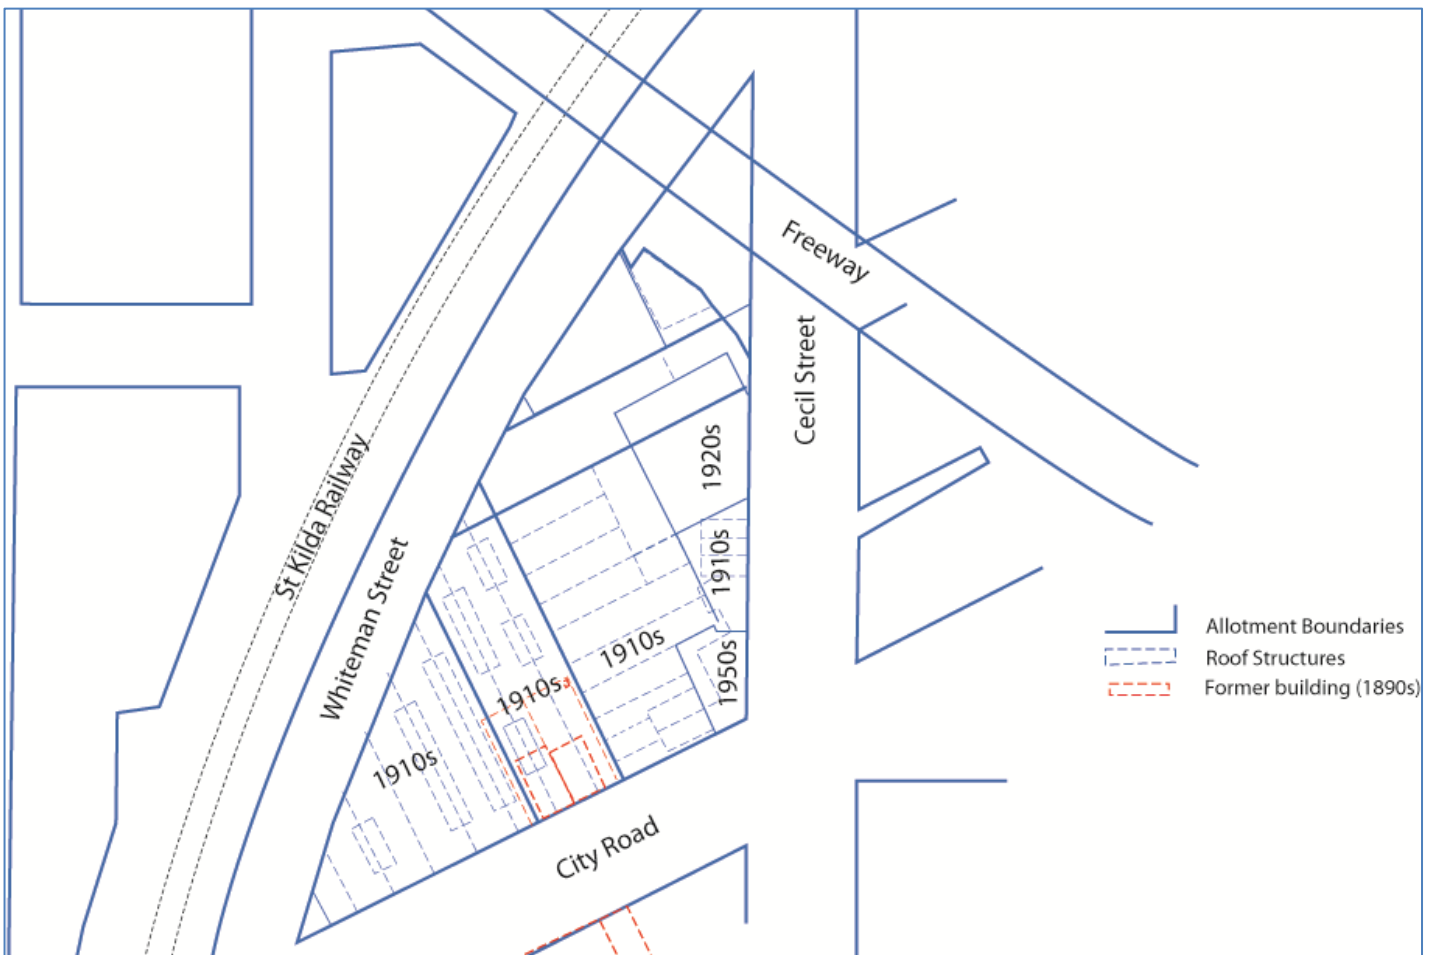 Freeway
Cecil Street
St Kilda Railway
Whiteman Street
1920s
1910s
1910s
1950s
1910s
1910s
City Road
Allotment Boundaries
Roof Structures
Former building (1890s)